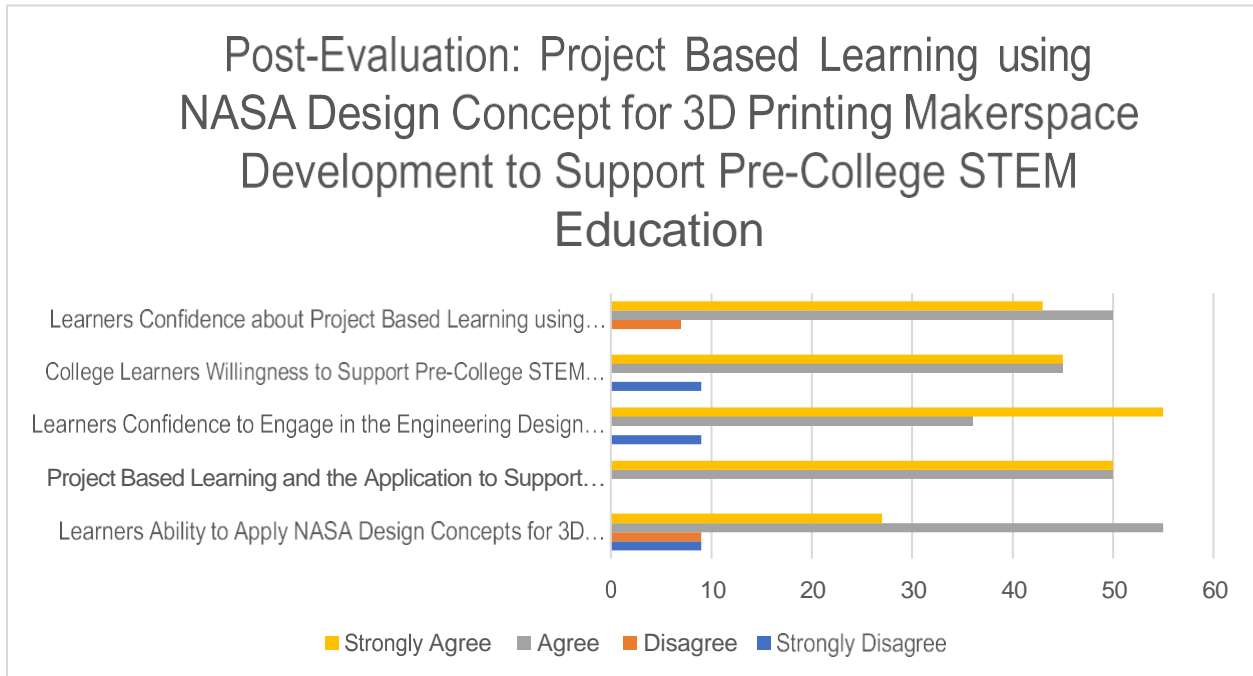 Post-Evaluation: Project Based Learning using
NASA Design Concept for 3D Printing Makerspace
Development to Support Pre-College STEM
Education
Learners Confidence about Project Based Learning using…
College Learners Willingness to Support Pre-College STEM…
Learners Confidence to Engage in the Engineering Design…
Project Based Learning and the Application to Support…
Learners Ability to Apply NASA Design Concepts for 3D…
0 10 20 30 40 50 60
Strongly Agree Agree Disagree Strongly Disagree